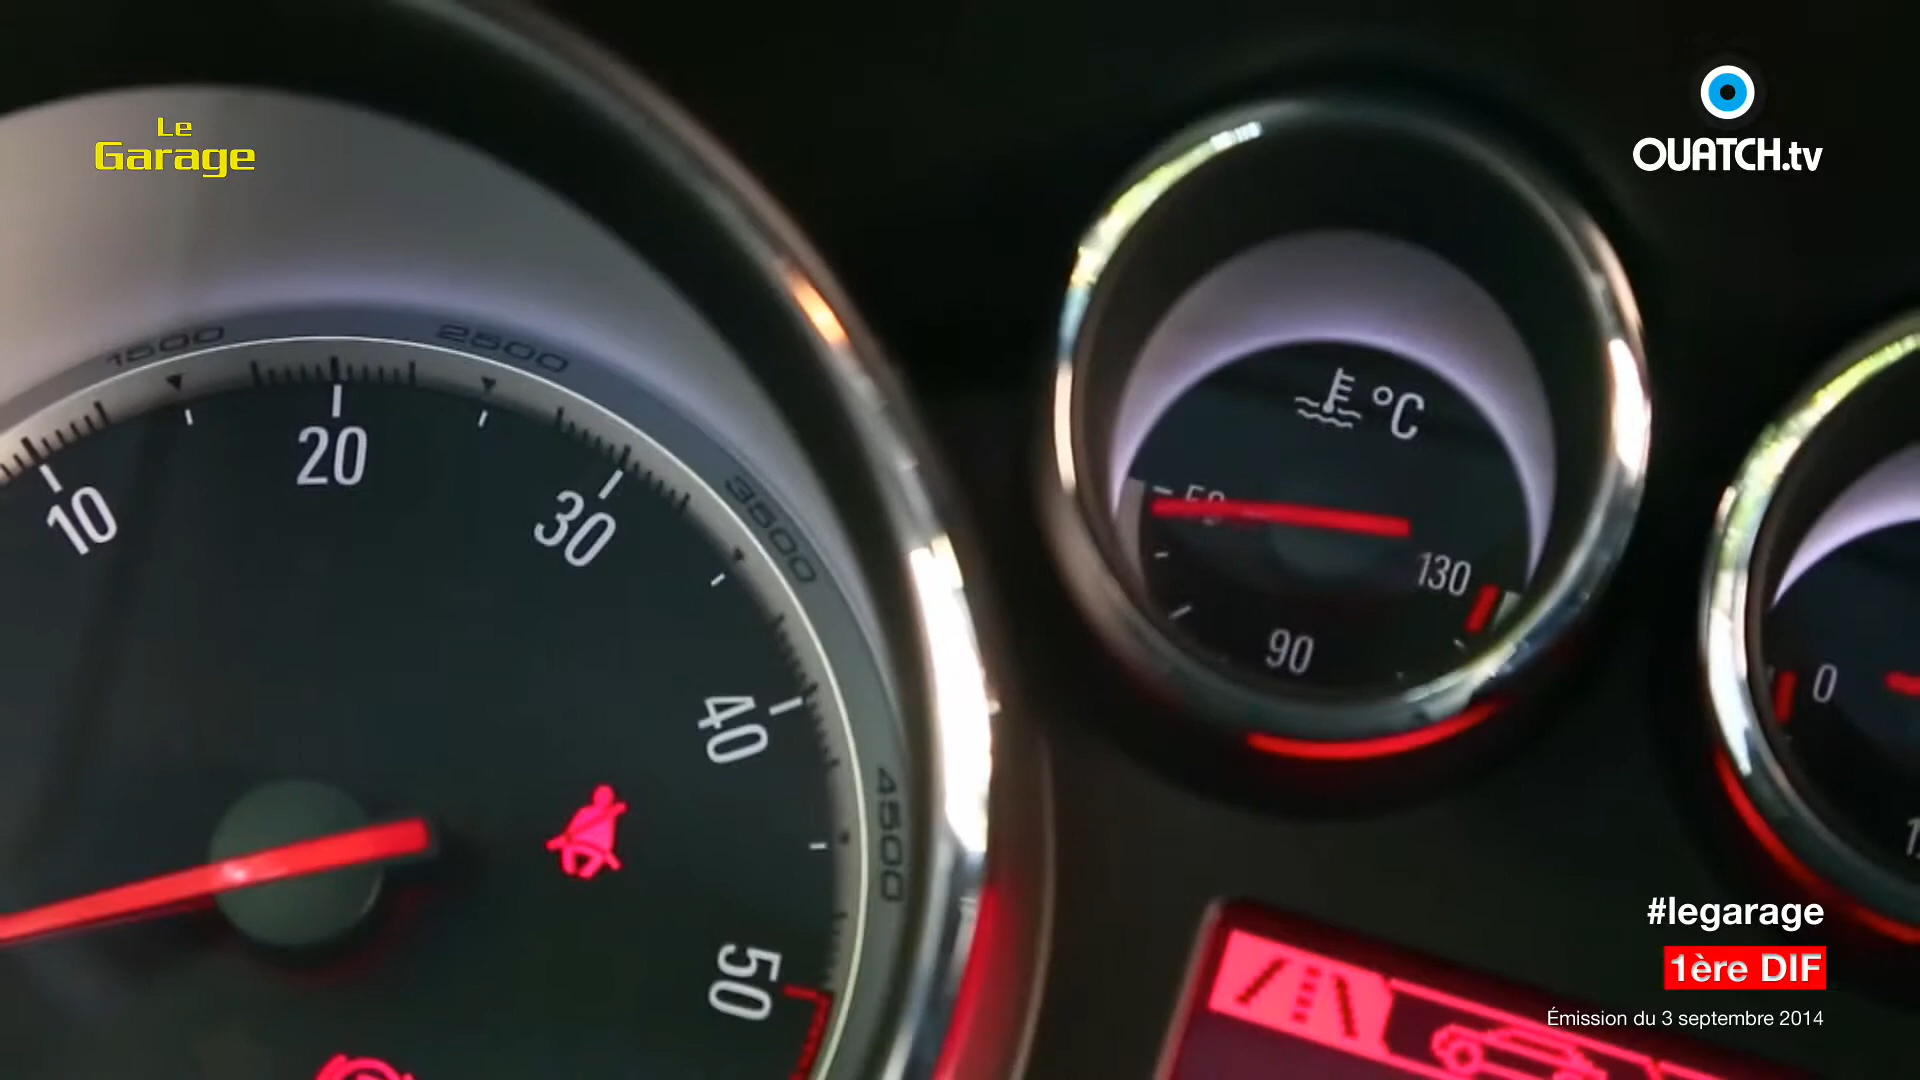 Le
Garage
OUATCH.tv
1500
2500
3500
4500
10
20
30
40
50
°C
50
90
130
0
#legarage
1ère DIF
Émission du 3 septembre 2014